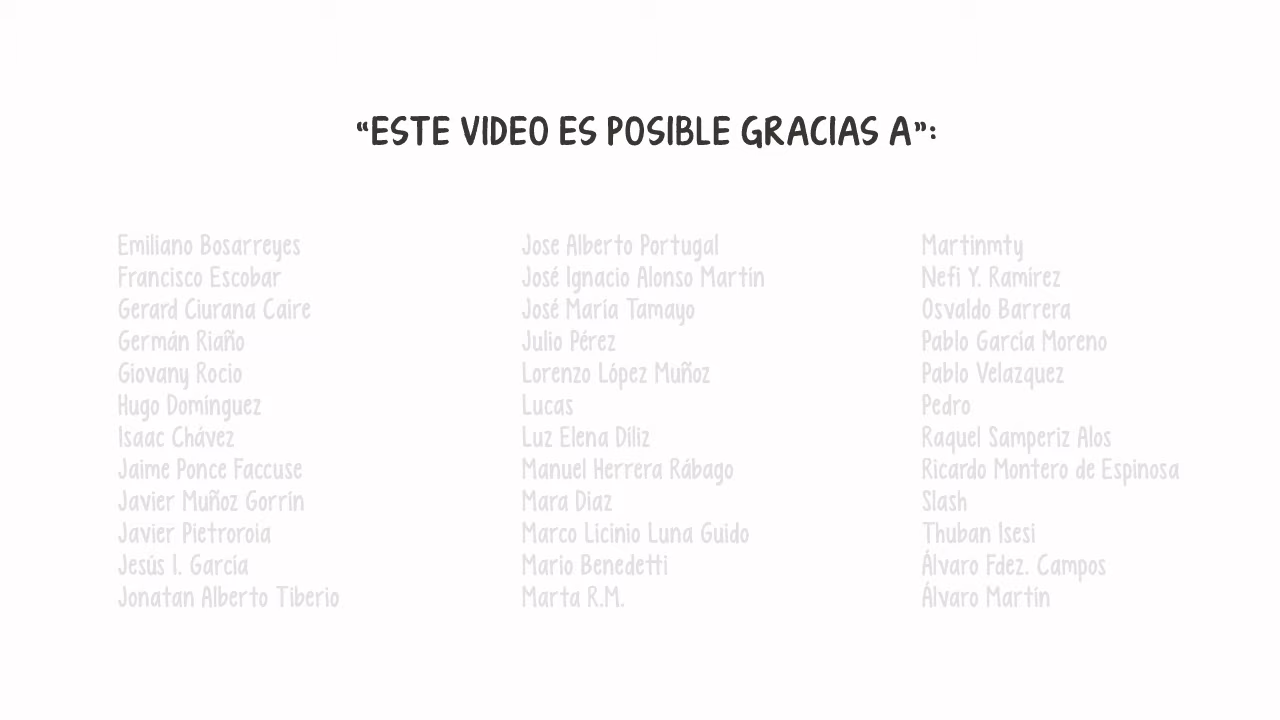 “ESTE VIDEO ES POSIBLE GRACIAS A”:
Emiliano Bosarreyes
Francisco Escobar
Gerard Ciurana Caire
Germán Riaño
Giovany Rocio
Hugo Domínguez
Isaac Chávez
Jaime Ponce Faccuse
Javier Muñoz Gorrín
Javier Pietroroia
Jesús I. García
Jonatan Alberto Tiberio
Jose Alberto Portugal
José Ignacio Alonso Martín
José María Tamayo
Julio Pérez
Lorenzo López Muñoz
Lucas
Luz Elena Díliz
Manuel Herrera Rábago
Mara Diaz
Marco Licinio Luna Guido
Mario Benedetti
Marta R.M.
Martinmty
Nefi Y. Ramírez
Osvaldo Barrera
Pablo García Moreno
Pablo Velazquez
Pedro
Raquel Samperiz Alos
Ricardo Montero de Espinosa
Slash
Thuban Isesi
Álvaro Fdez. Campos
Álvaro Martín